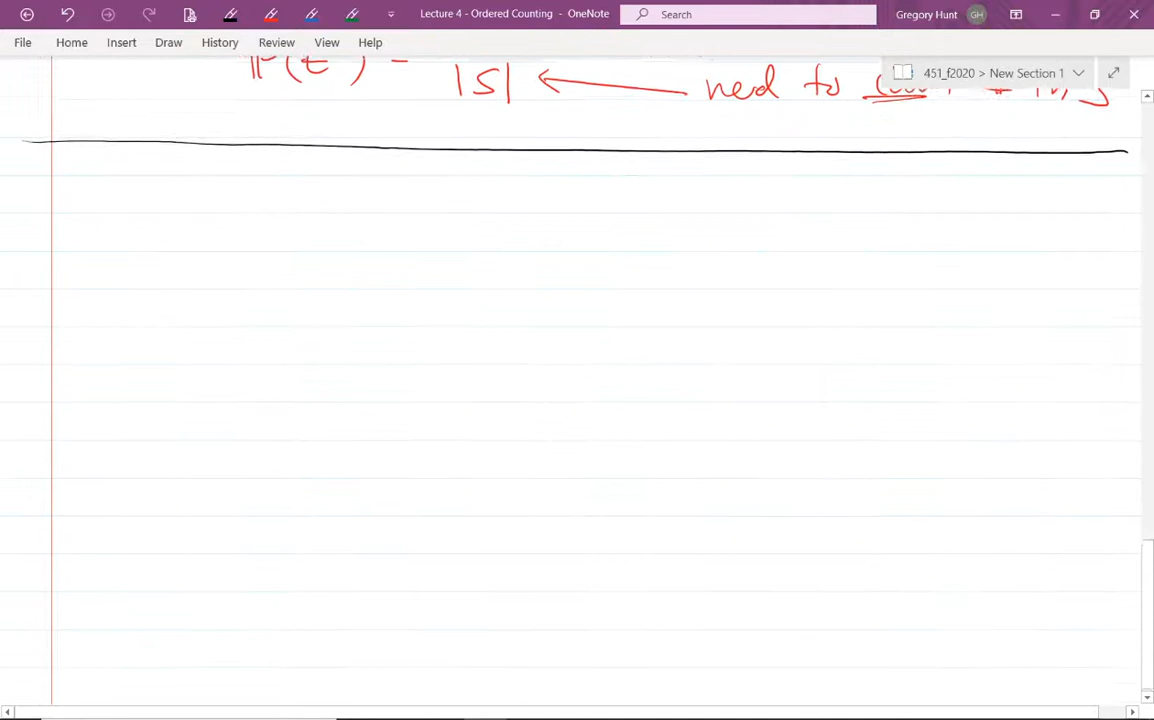 Lecture 4 - Ordered Counting - OneNote
Search
Gregory Hunt
GH
File Home Insert Draw History Review View Help
451_f2020 > New Section 1
|S|
need to